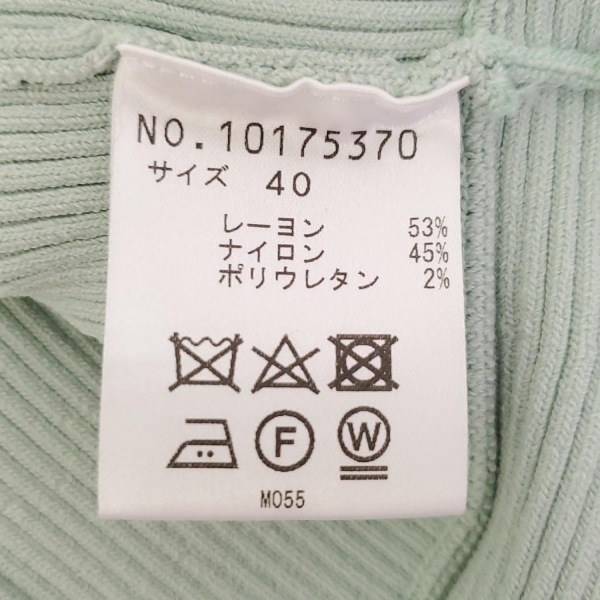 NO.10175370
サイズ 40
レーヨン 53%
ナイロン 45%
ポリウレタン 2%
F W
M055